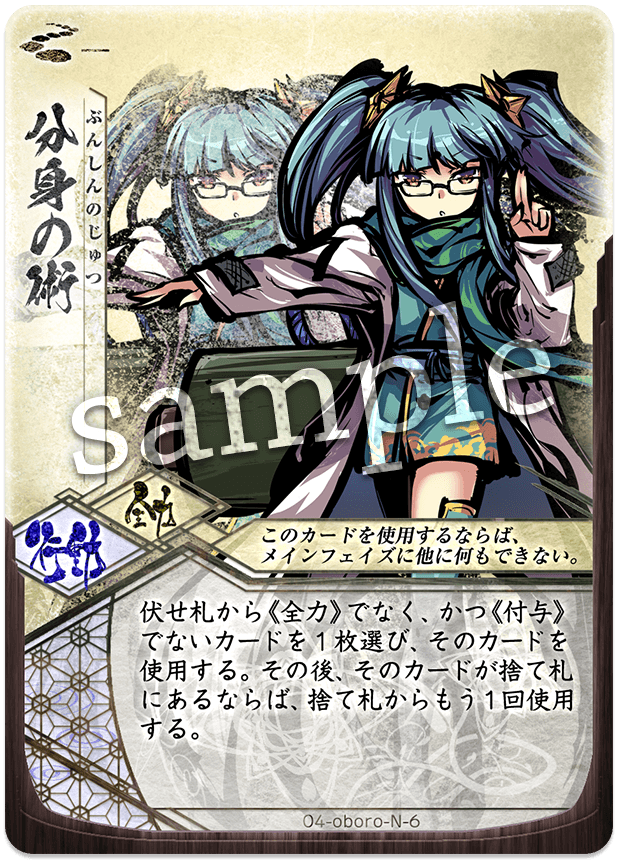 分身の術
ぶんしんのじゅつ
sample
全力
行動
このカードを使用するならば、
メインフェイズに他に何もできない。
伏せ札から《全力》でなく、かつ《付与》
でないカードを１枚選び、そのカードを
使用する。その後、そのカードが捨て札
にあるならば、捨て札からもう１回使用
する。
04-oboro-N-6